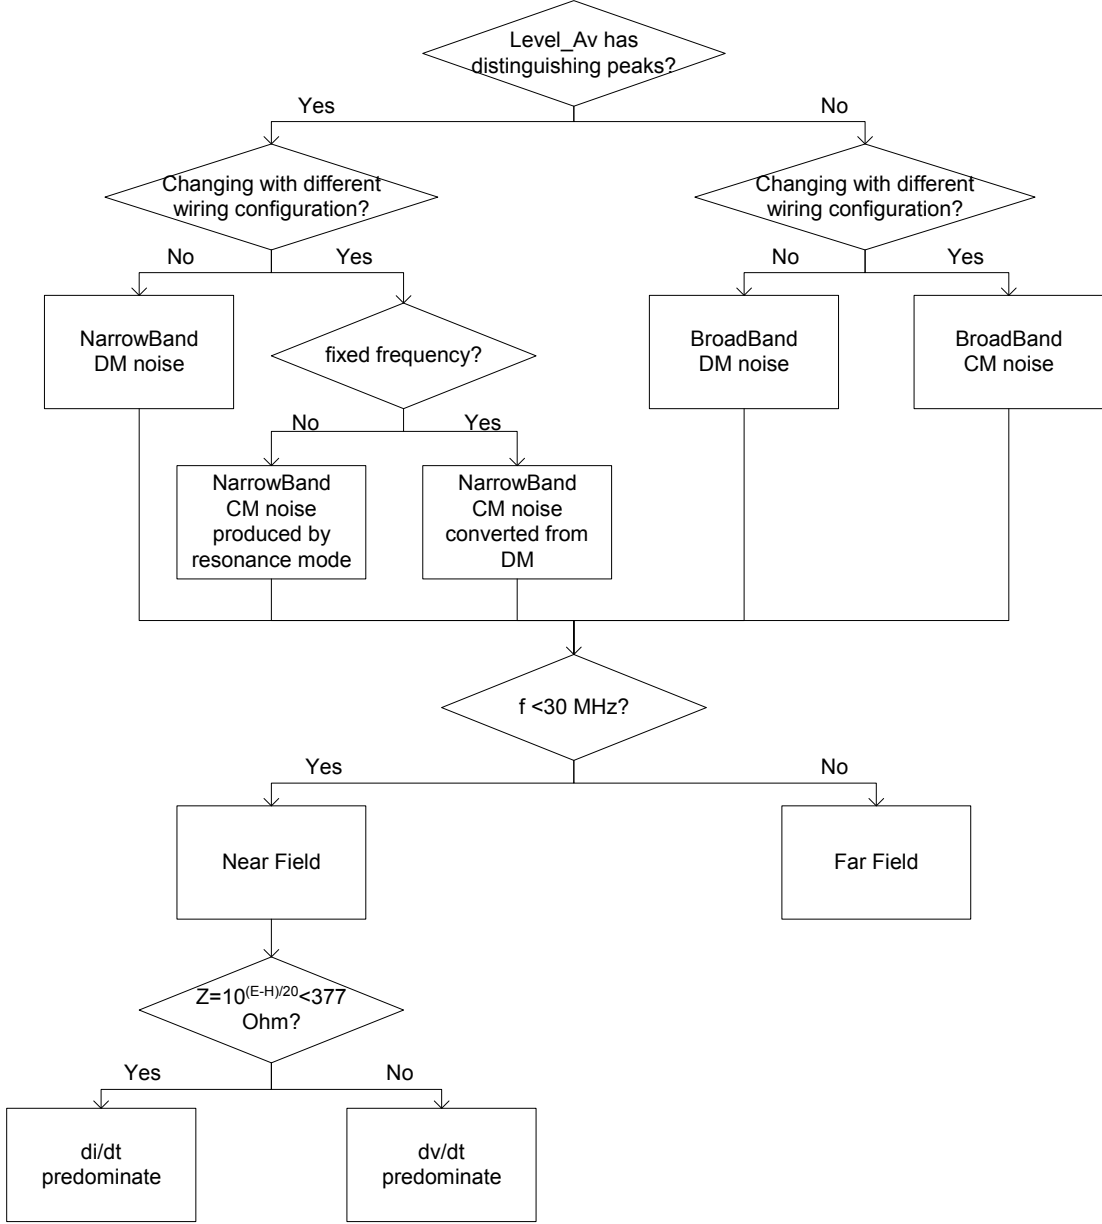 Level_Av has
distinguishing peaks?
Yes
No
Changing with different
wiring configuration?
Changing with different
wiring configuration?
No
Yes
No
Yes
NarrowBand
DM noise
fixed frequency?
BroadBand
DM noise
BroadBand
CM noise
No
Yes
NarrowBand
CM noise
produced by
resonance mode
NarrowBand
CM noise
converted from
DM
f <30 MHz?
Yes
No
Near Field
Far Field
Z=10^(E-H)/20<377
Ohm?
Yes
No
di/dt
predominate
dv/dt
predominate